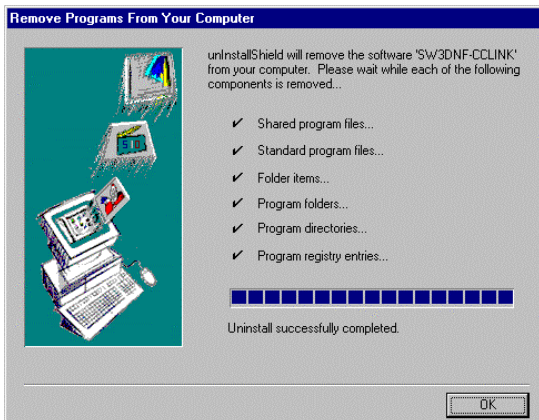 Remove Programs From Your Computer
unInstallShield will remove the software 'SW3DNF-CCLINK'
from your computer. Please wait while each of the following
components is removed...
✔ Shared program files...
✔ Standard program files...
✔ Folder items...
✔ Program folders...
✔ Program directories...
✔ Program registry entries...
Uninstall successfully completed.
OK